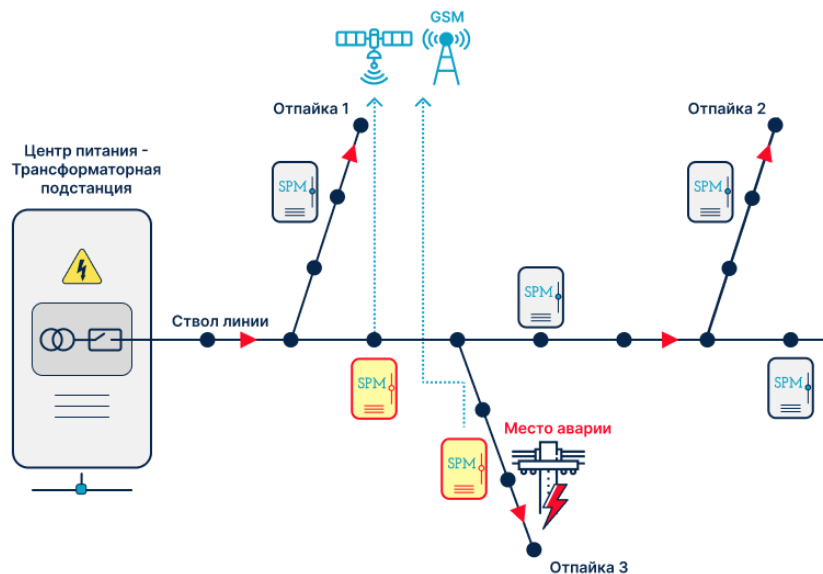 GSM
Отпайка 1
Отпайка 2
Центр питания -
Трансформаторная
подстанция
SPM
SPM
Ствол линии
SPM
SPM
SPM
Место аварии
SPM
Отпайка 3